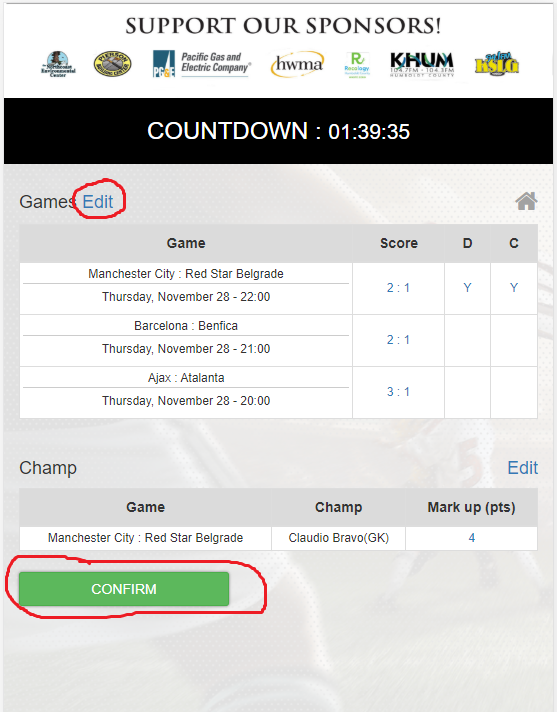 SUPPORT OUR SPONSORS!
Northcoast Environmental Center
PIERSON BUILDING CENTER
PG&E Pacific Gas and Electric Company®
hwma
Recology
KHUM 104.7FM - 104.3FM HUMBOLDT COUNTY
KSLG
COUNTDOWN : 01:39:35
Games Edit
Game Score D C
Manchester City : Red Star Belgrade
Thursday, November 28 - 22:00
2 : 1 Y Y
Barcelona : Benfica
Thursday, November 28 - 21:00
2 : 1
Ajax : Atalanta
Thursday, November 28 - 20:00
3 : 1
Champ Edit
Game Champ Mark up (pts)
Manchester City : Red Star Belgrade Claudio Bravo(GK) 4
CONFIRM